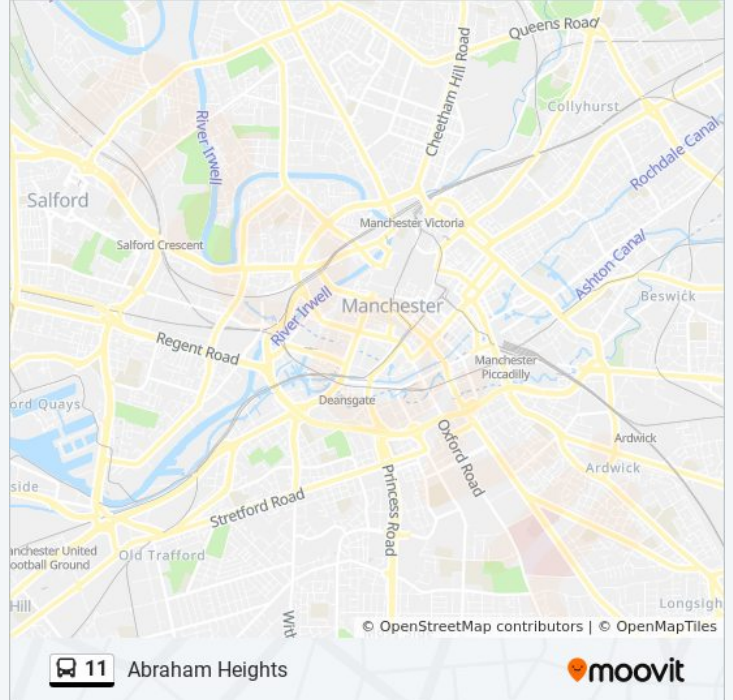 Queens Road
Cheetham Hill Road
Collyhurst
River Irwell
Rochdale Canal
Salford
Manchester Victoria
Salford Crescent
Ashton Canal
Beswick
River Irwell
Manchester
Regent Road
Manchester
Piccadilly
ord Quays
Deansgate
Oxford Road
Ardwick
Ardwick
side
Princess Road
Stretford Road
anchester United
ootball Ground
Old Trafford
Hill
Longsigh
Witl
© OpenStreetMap contributors | © OpenMapTiles
11 Abraham Heights
moovit